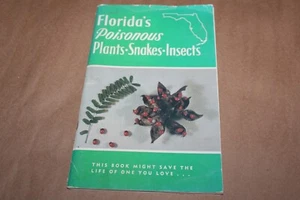 Florida's
Poisonous
Plants-Snakes-Insects
THIS BOOK MIGHT SAVE THE
LIFE OF ONE YOU LOVE . . .